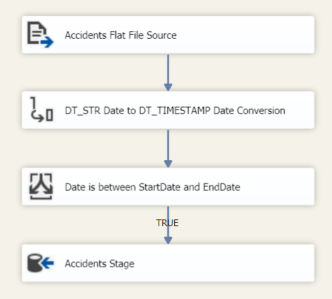 Accidents Flat File Source
DT_STR Date to DT_TIMESTAMP Date Conversion
Date is between StartDate and EndDate
TRUE
Accidents Stage